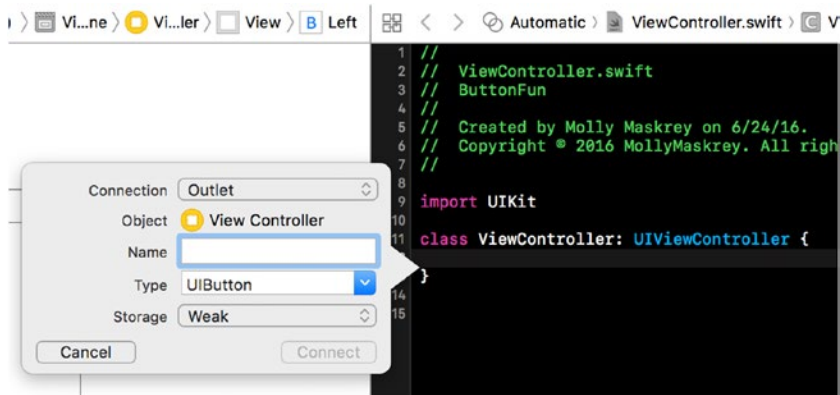 Vi...ne Vi...ler View B Left
Automatic ViewController.swift C V
1 //
2 // ViewController.swift
3 // ButtonFun
4 //
5 // Created by Molly Maskrey on 6/24/16.
6 // Copyright © 2016 MollyMaskrey. All righ
7 //
8
9 import UIKit
10
11 class ViewController: UIViewController {
}
14
15
Connection Outlet
Object View Controller
Name
Type UIButton
Storage Weak
Cancel Connect